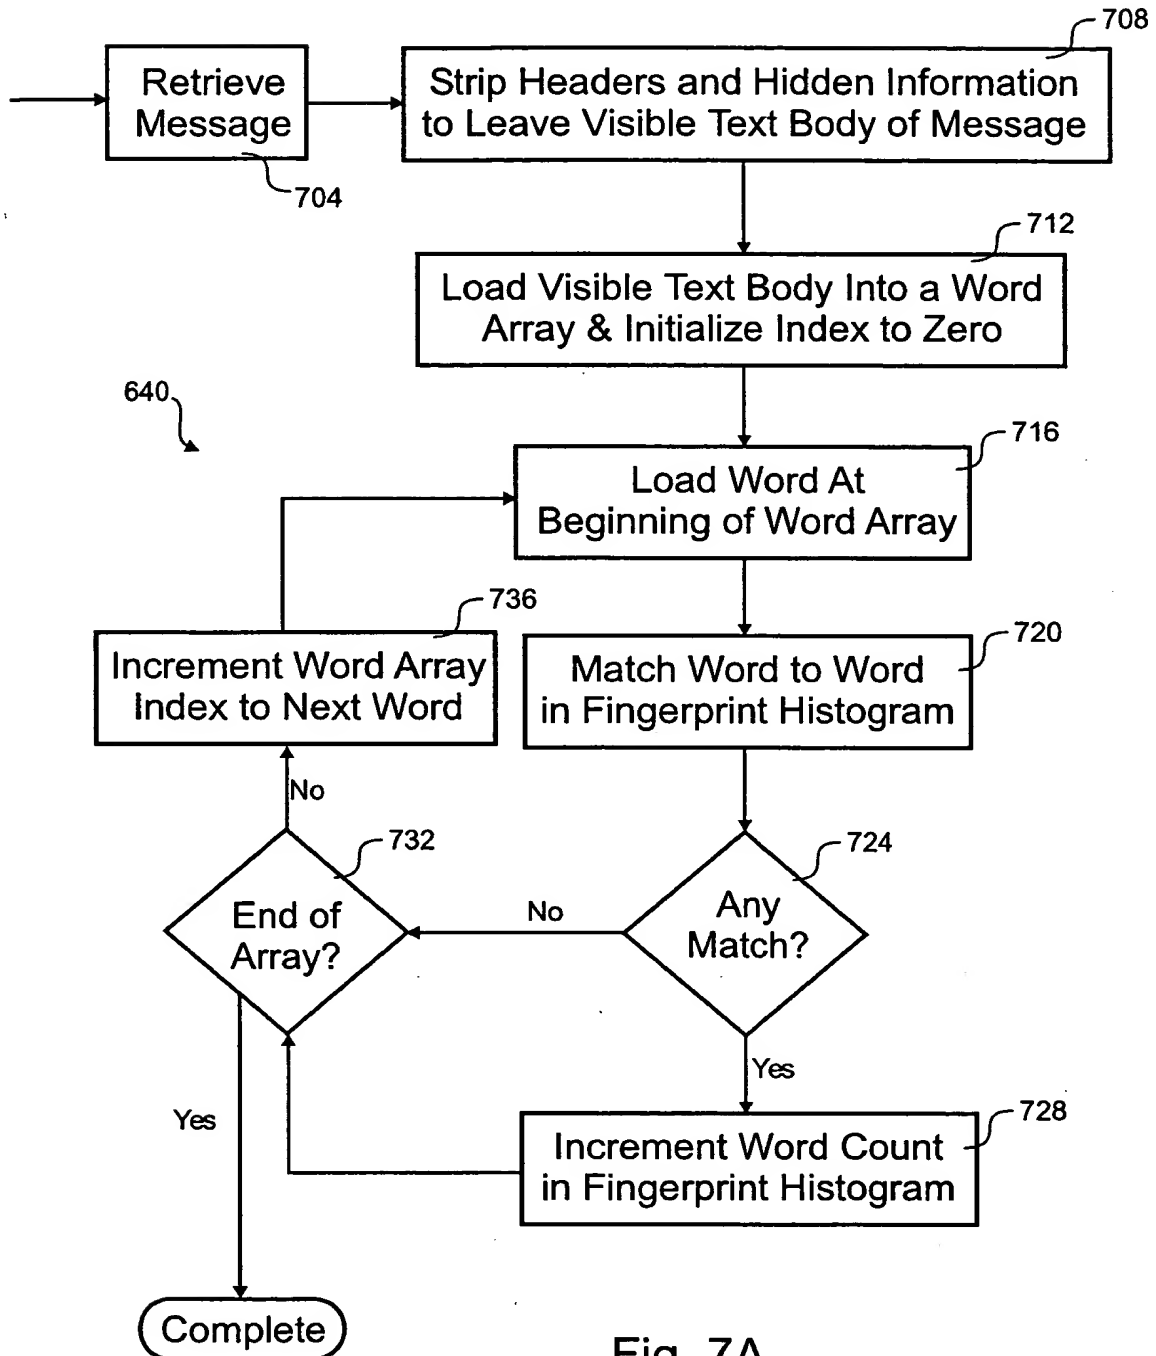 708
Retrieve
Message
704
Strip Headers and Hidden Information
to Leave Visible Text Body of Message
712
Load Visible Text Body Into a Word
Array & Initialize Index to Zero
640
716
Load Word At
Beginning of Word Array
736
Increment Word Array
Index to Next Word
720
Match Word to Word
in Fingerprint Histogram
No
732
End of
Array?
No
724
Any
Match?
Yes
Yes
728
Increment Word Count
in Fingerprint Histogram
Complete
Fig. 7A